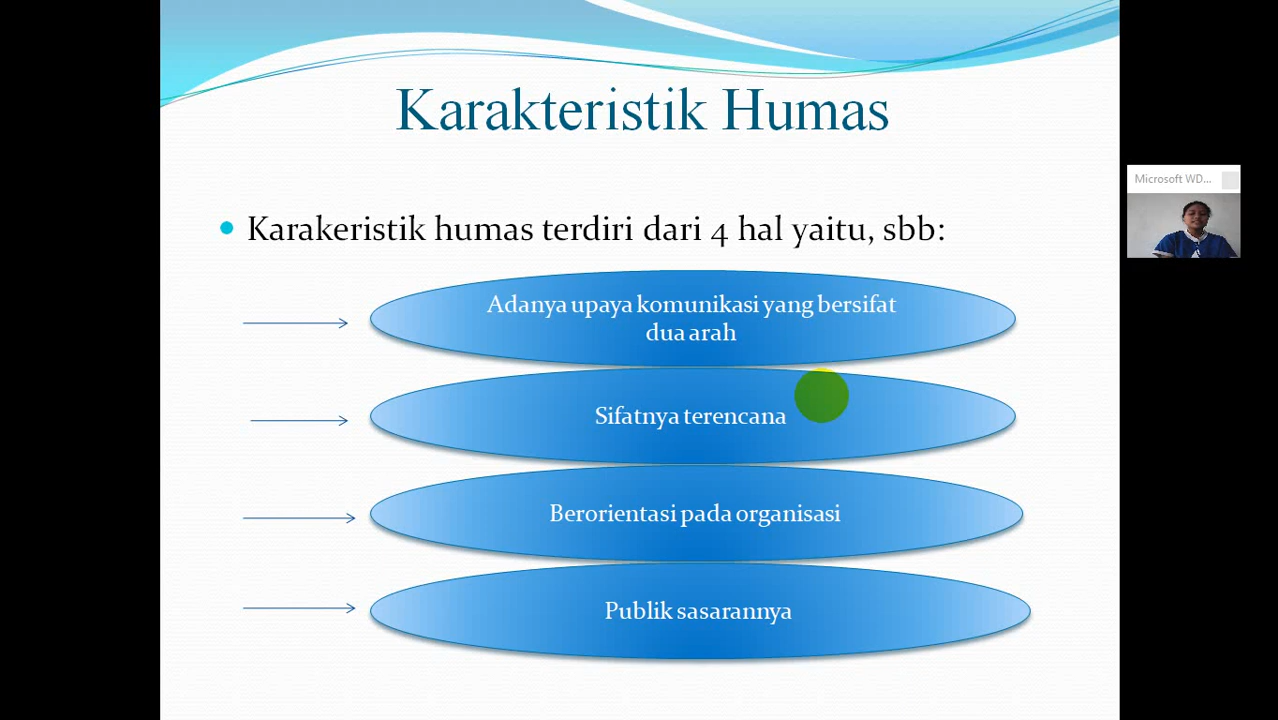 Karakteristik Humas
Karakeristik humas terdiri dari 4 hal yaitu, sbb:
Adanya upaya komunikasi yang bersifat
dua arah
Sifatnya terencana
Berorientasi pada organisasi
Publik sasarannya
Microsoft WD...